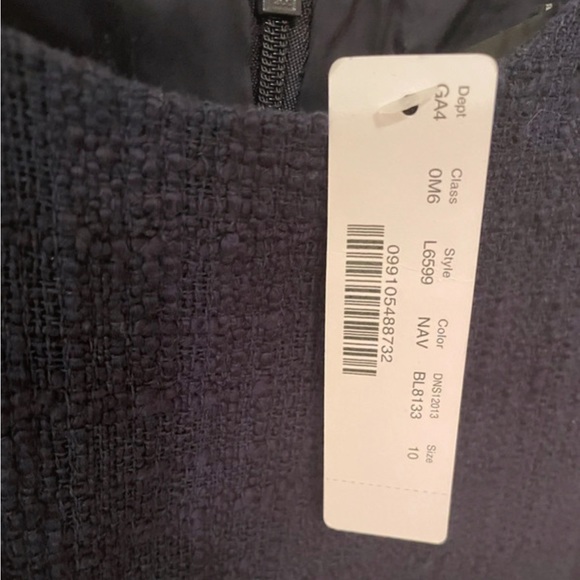 Dept Class Style Color DNS12013 Size
GA4 0M6 L6599 NAV BL8133 10
099105488732